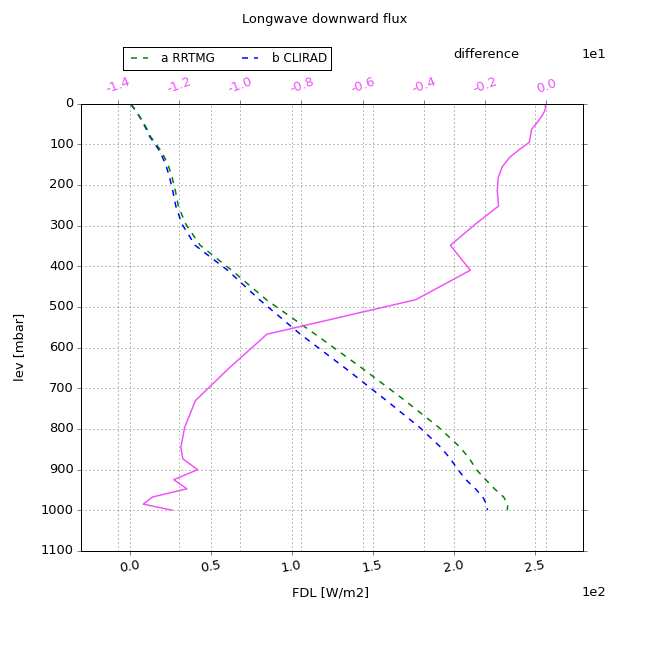 Longwave downward flux
a RRTMG b CLIRAD
difference 1e1
-1.4 -1.2 -1.0 -0.8 -0.6 -0.4 -0.2 0.0
0
100
200
300
400
500
600
700
800
900
1000
1100
lev [mbar]
0.0 0.5 1.0 1.5 2.0 2.5
FDL [W/m2] 1e2